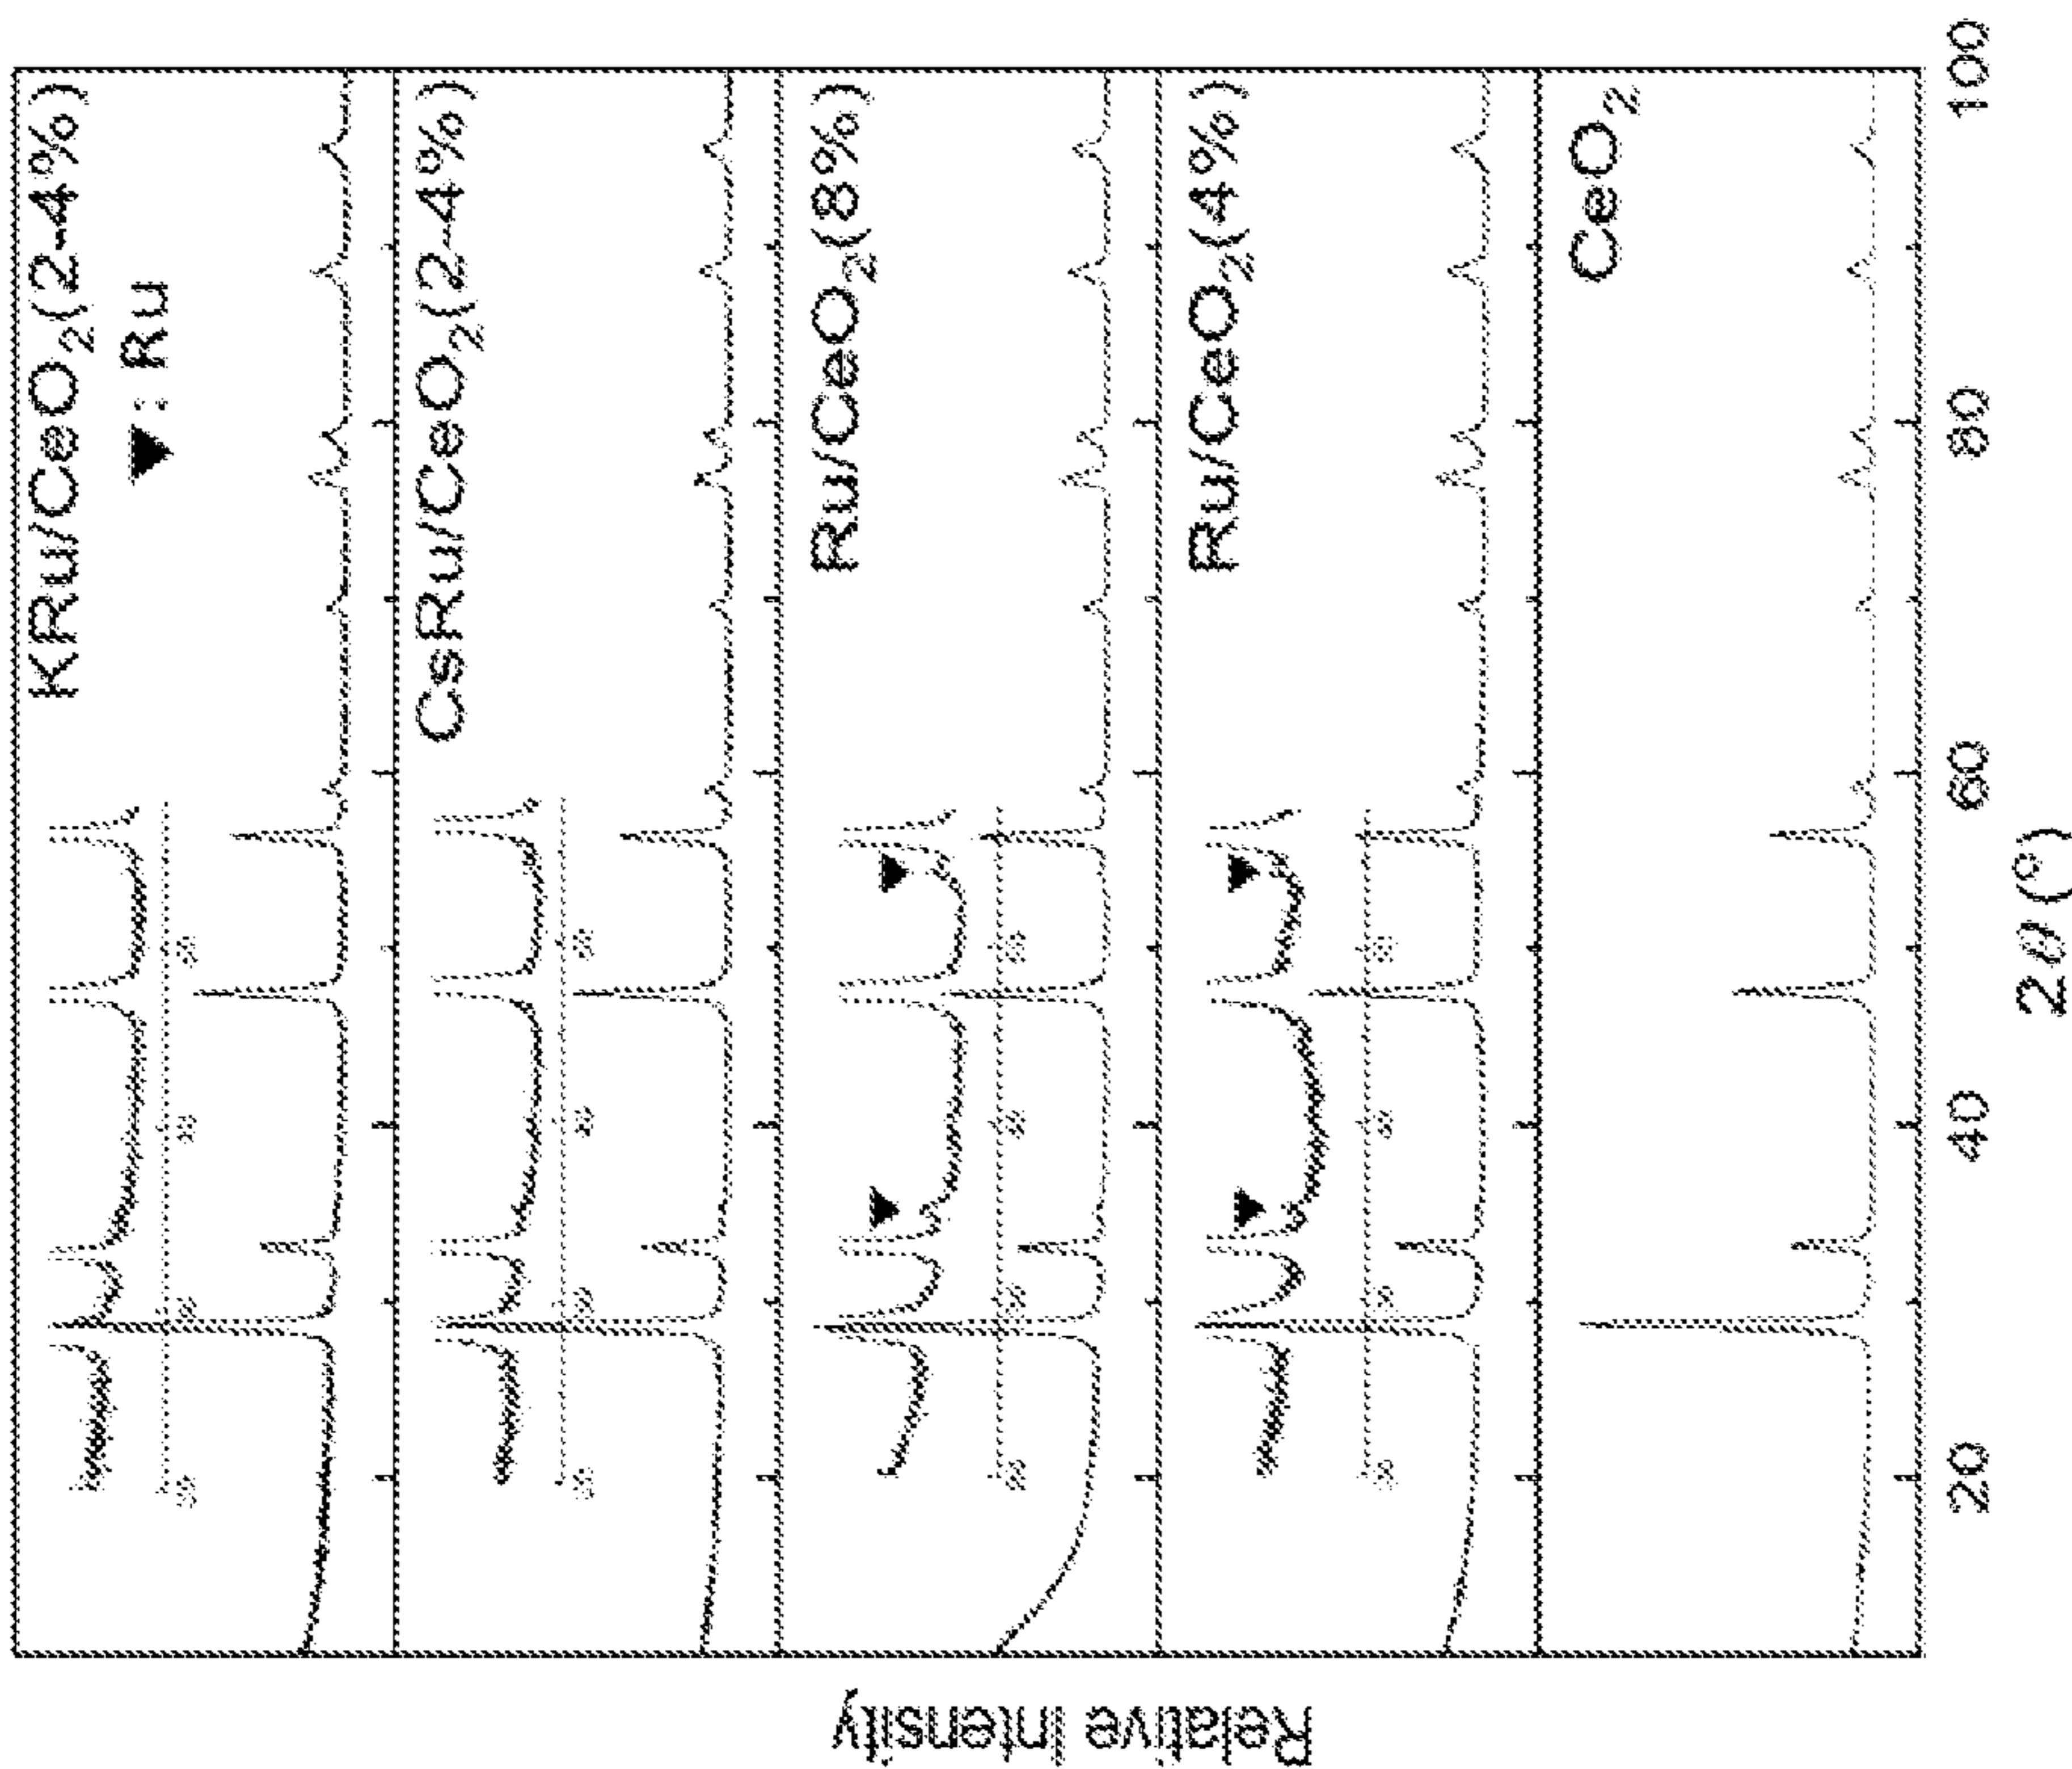 KRu/CeO₂(2-4%)
▼: Ru
CsRu/CeO₂(2-4%)
Ru/CeO₂(8%)
Ru/CeO₂(4%)
CeO₂
20 40 60 80 100
2θ(°)
Relative Intensity